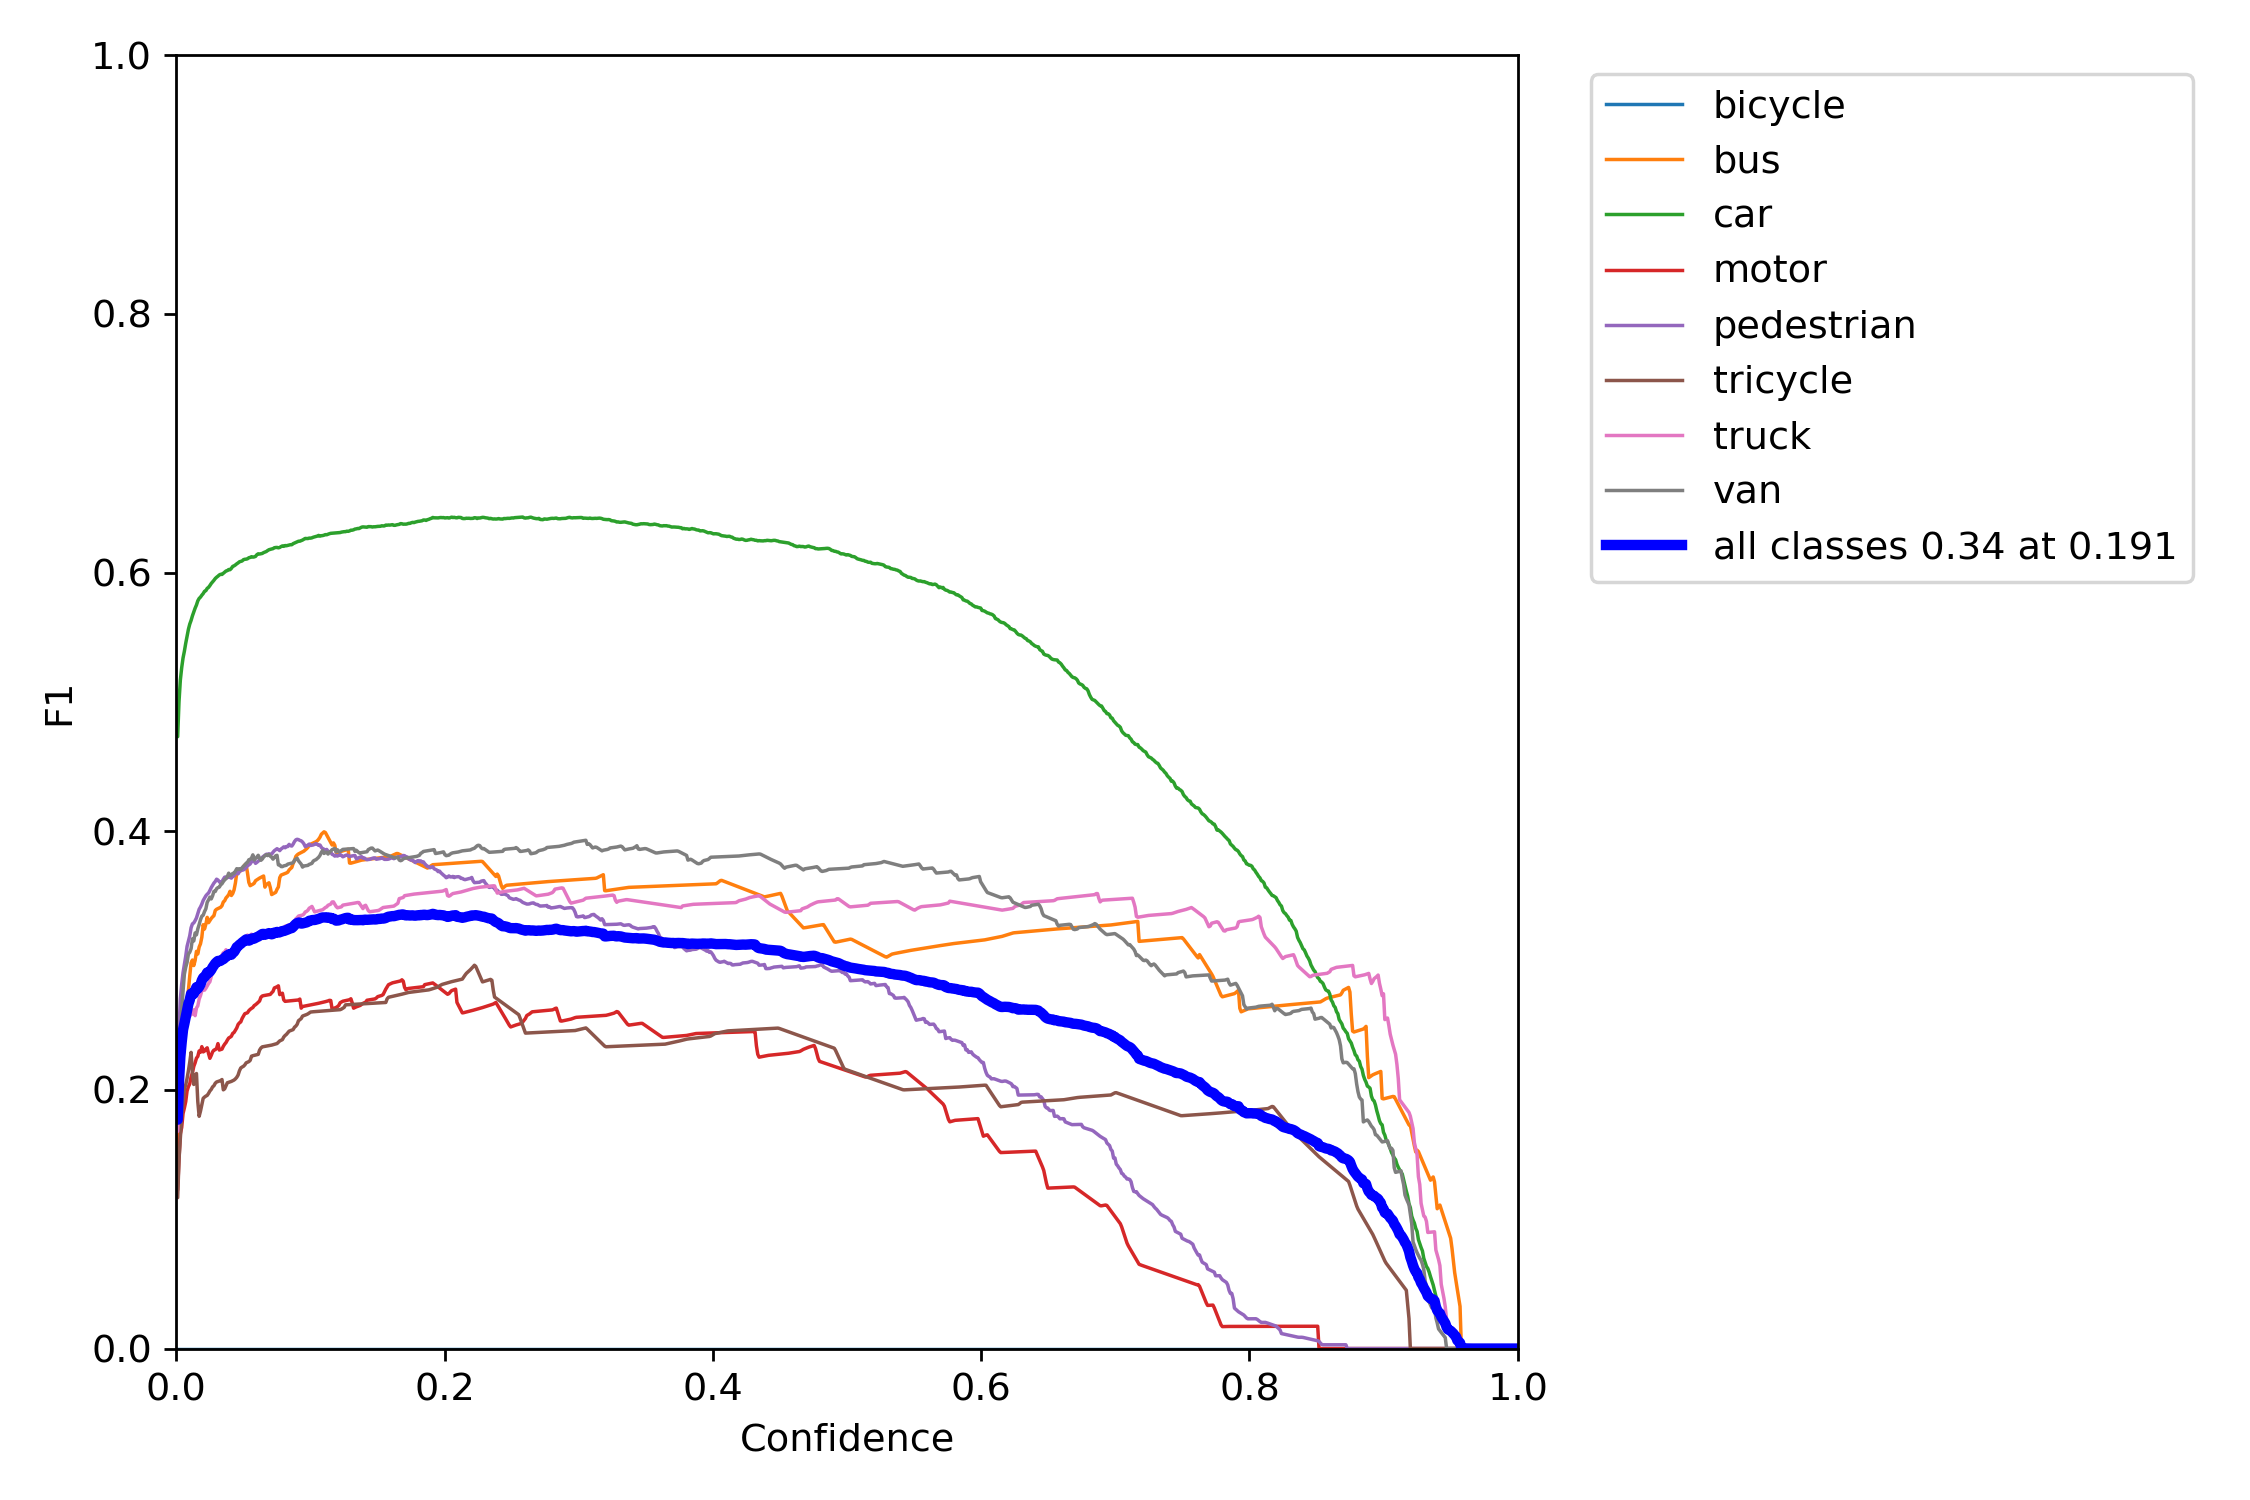 F1
1.0
0.8
0.6
0.4
0.2
0.0
0.0 0.2 0.4 0.6 0.8 1.0
Confidence
bicycle
bus
car
motor
pedestrian
tricycle
truck
van
all classes 0.34 at 0.191